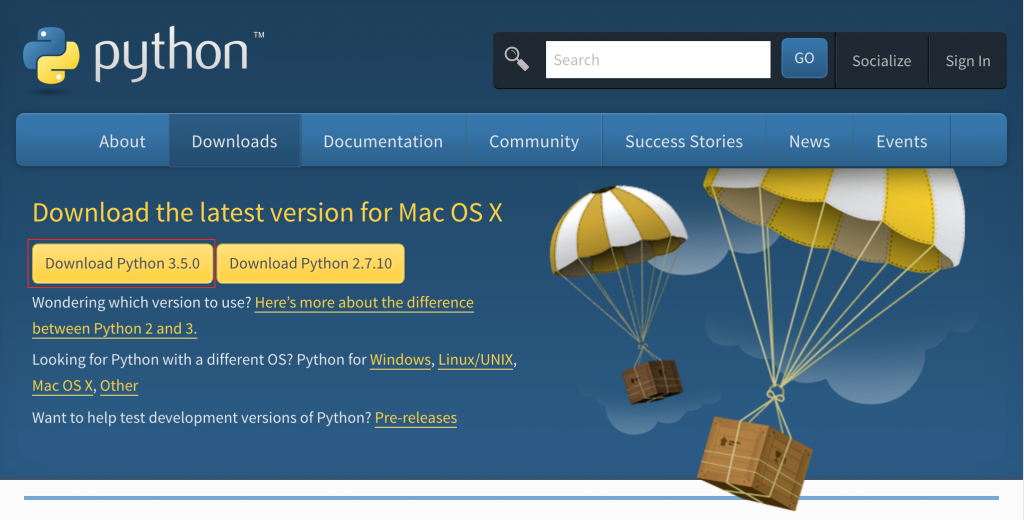 python™
Search
GO
Socialize
Sign In
About
Downloads
Documentation
Community
Success Stories
News
Events
Download the latest version for Mac OS X
Download Python 3.5.0
Download Python 2.7.10
Wondering which version to use? Here's more about the difference
between Python 2 and 3.
Looking for Python with a different OS? Python for Windows, Linux/UNIX,
Mac OS X, Other
Want to help test development versions of Python? Pre-releases